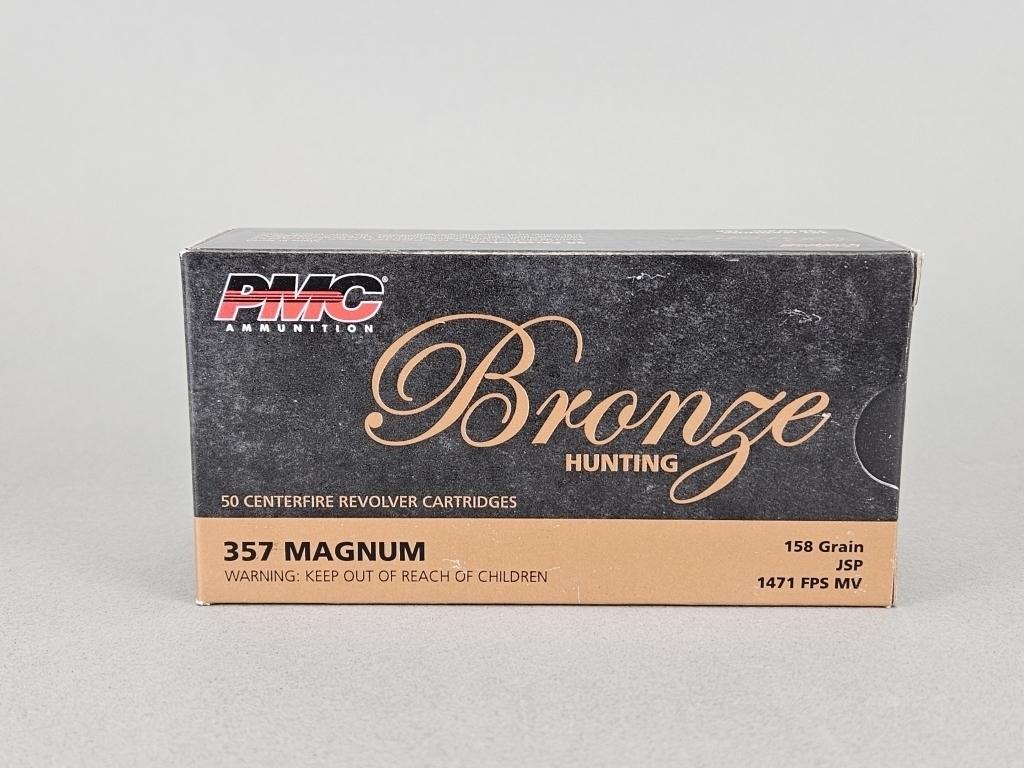 PMC®
AMMUNITION
Bronze
HUNTING
50 CENTERFIRE REVOLVER CARTRIDGES
357 MAGNUM
WARNING: KEEP OUT OF REACH OF CHILDREN
158 Grain
JSP
1471 FPS MV